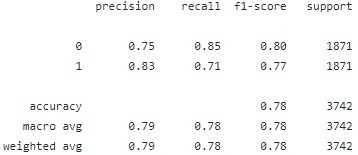 precision recall f1-score support
0 0.75 0.85 0.80 1871
1 0.83 0.71 0.77 1871
accuracy 0.78 3742
macro avg 0.79 0.78 0.78 3742
weighted avg 0.79 0.78 0.78 3742